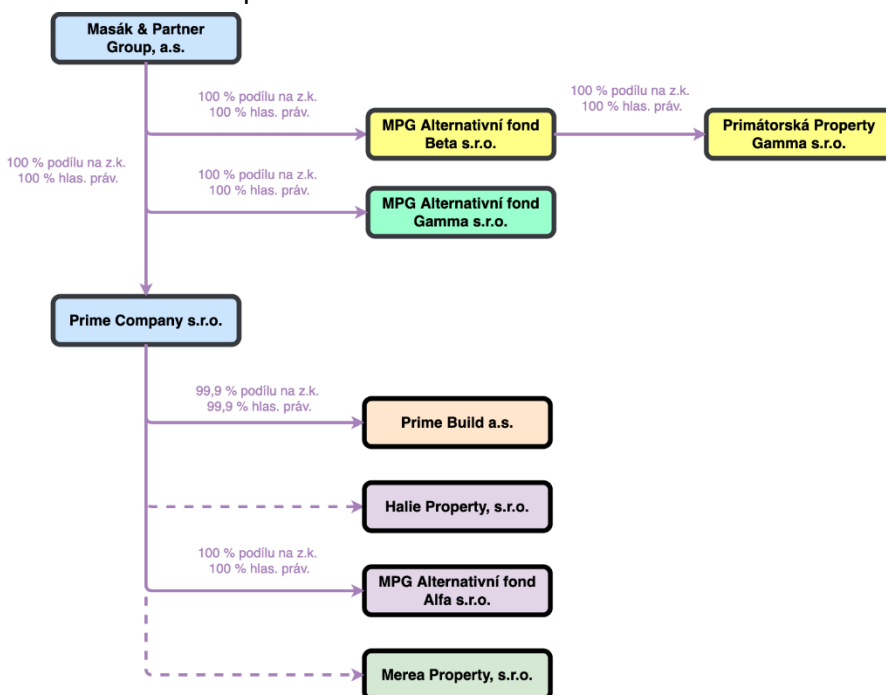 Masák & Partner
Group, a.s.
100 % podílu na z.k.
100 % hlas. práv.
MPG Alternativní fond
Beta s.r.o.
100 % podílu na z.k.
100 % hlas. práv.
Primátorská Property
Gamma s.r.o.
100 % podílu na z.k.
100 % hlas. práv.
100 % podílu na z.k.
100 % hlas. práv.
MPG Alternativní fond
Gamma s.r.o.
Prime Company s.r.o.
99,9 % podílu na z.k.
99,9 % hlas. práv.
Prime Build a.s.
Halie Property, s.r.o.
100 % podílu na z.k.
100 % hlas. práv.
MPG Alternativní fond
Alfa s.r.o.
Merea Property, s.r.o.